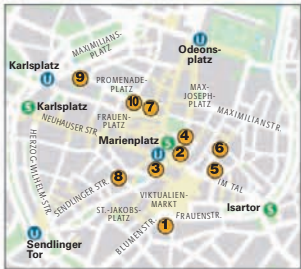 MAXIMILIANS-
PLATZ
Odeons-
platz
U
Karlsplatz
U
9
PROMENADE-
PLATZ
10
7
MAX-
JOSEPH-
PLATZ
S
Karlsplatz
NEUHAUSER STR.
FRAUEN-
PLATZ
MAXIMILIANSTR.
Marienplatz
S
4
U
2
6
3
5
HERZOG-WILHELM-STR.
SENDLINGER STR.
8
IM TAL
VIKTUALIEN-
MARKT
ST.-JAKOBS-
PLATZ
Isartor
S
FRAUENSTR.
1
BLUMENSTR.
U
Sendlinger
Tor